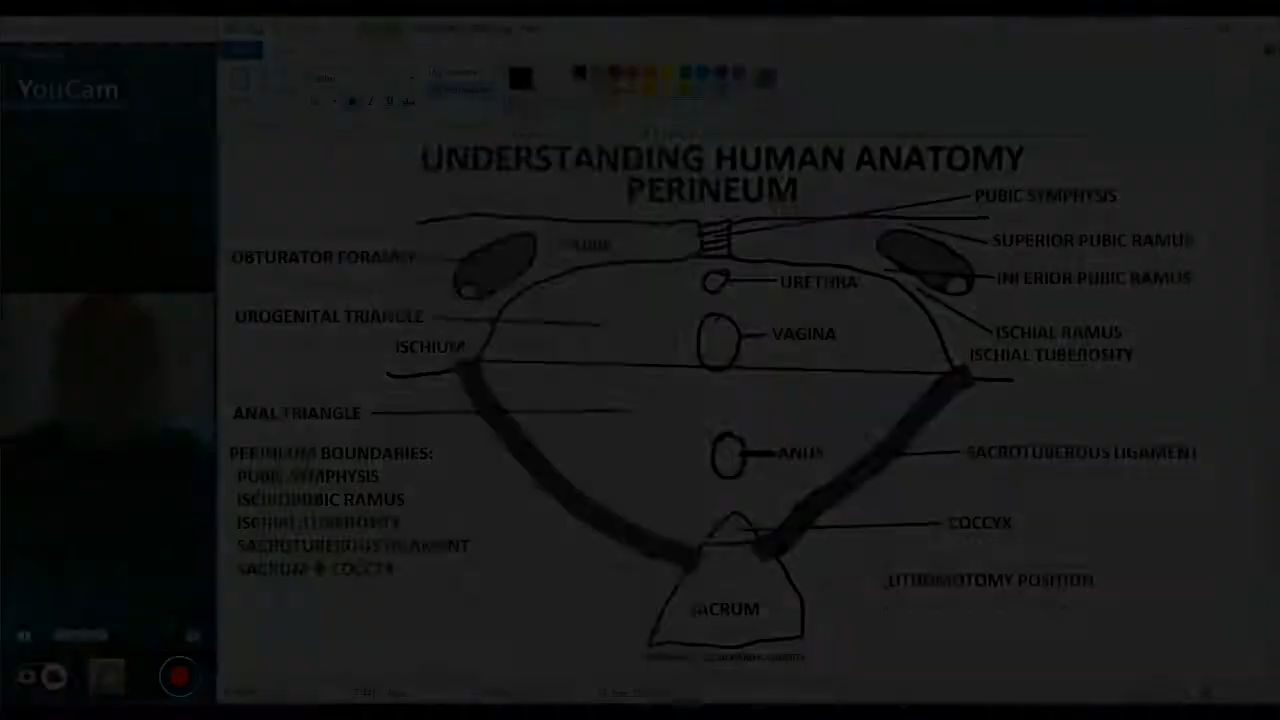 YouCam
UNDERSTANDING HUMAN ANATOMY
PERINEUM
PUBIC SYMPHYSIS
SUPERIOR PUBIC RAMUS
OBTURATOR FORAMEN
INFERIOR PUBIC RAMUS
URETHRA
UROGENITAL TRIANGLE
VAGINA
ISCHIAL RAMUS
ISCHIUM
ISCHIAL TUBEROSITY
ANAL TRIANGLE
PERINEUM BOUNDARIES:
ANUS
SACROTUBEROUS LIGAMENT
PUBIC SYMPHYSIS
ISCHIOPUBIC RAMUS
ISCHIAL TUBEROSITY
COCCYX
SACROTUBEROUS LIGAMENT
SACRUM & COCCYX
LITHOMOTOMY POSITION
SACRUM